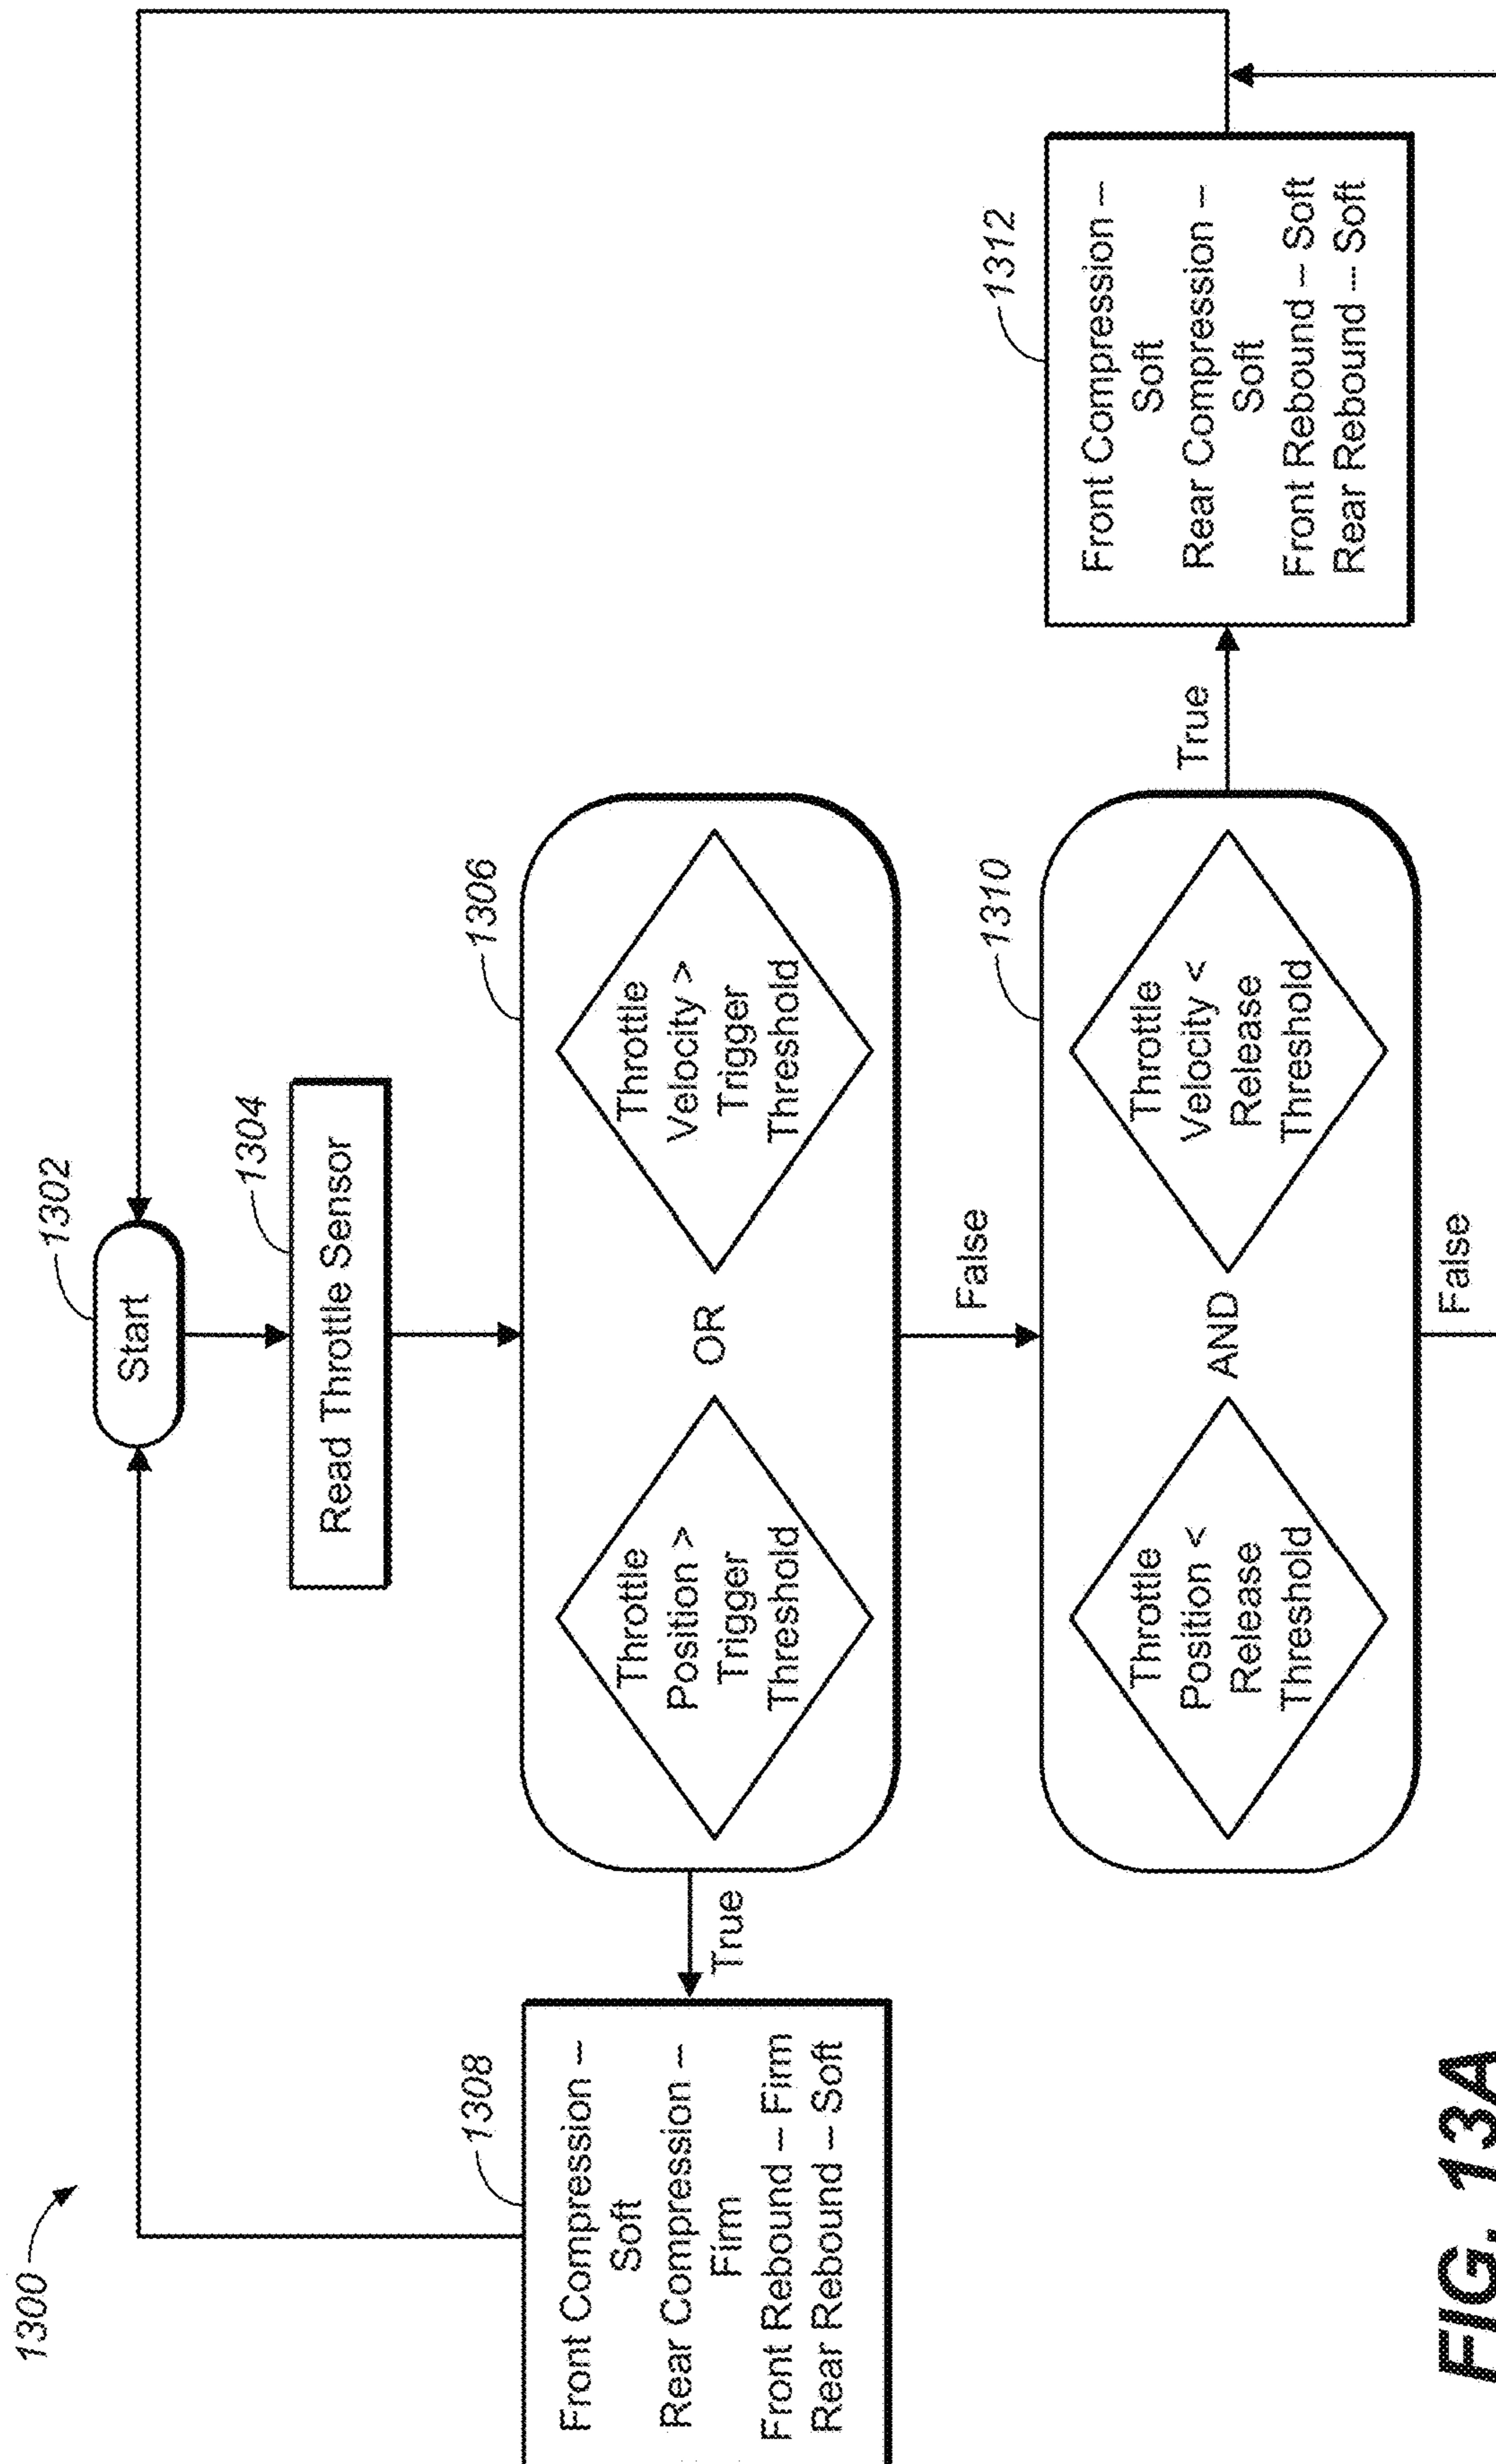 1300
1302
Start
1304
Read Throttle Sensor
1306
Throttle
Position >
Trigger
Threshold
OR
Throttle
Velocity >
Trigger
Threshold
True
1308
Front Compression –
Soft
Rear Compression –
Firm
Front Rebound – Firm
Rear Rebound – Soft
False
1310
Throttle
Position <
Release
Threshold
AND
Throttle
Velocity <
Release
Threshold
True
1312
Front Compression –
Soft
Rear Compression –
Soft
Front Rebound – Soft
Rear Rebound – Soft
False
FIG. 13A